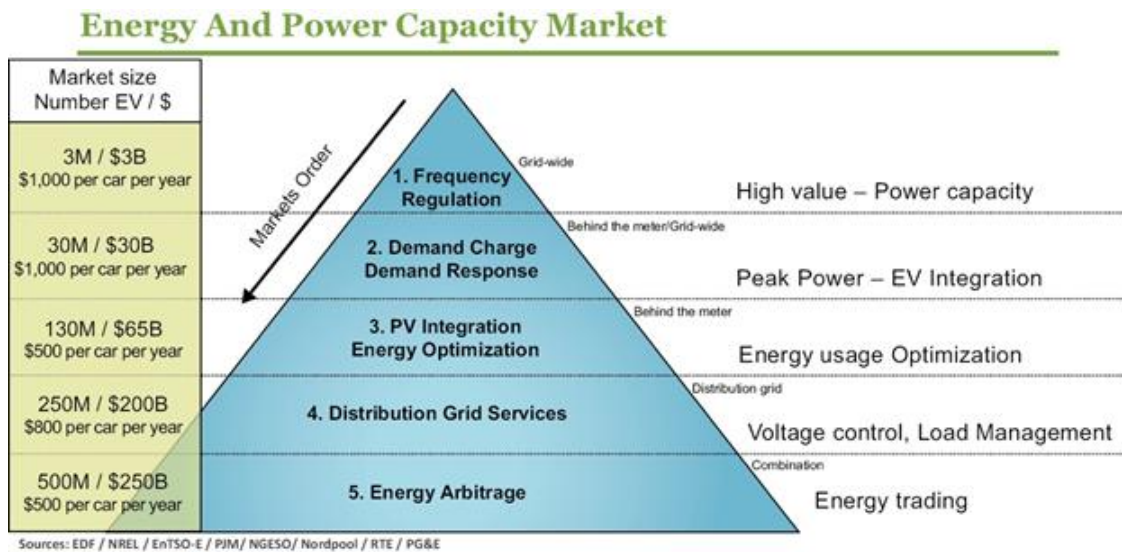 Energy And Power Capacity Market
Market size
Number EV / $
3M / $3B
$1,000 per car per year
30M / $30B
$1,000 per car per year
130M / $65B
$500 per car per year
250M / $200B
$800 per car per year
500M / $250B
$500 per car per year
Markets Order
1. Frequency
Regulation
2. Demand Charge
Demand Response
3. PV Integration
Energy Optimization
4. Distribution Grid Services
5. Energy Arbitrage
Grid-wide
Behind the meter/Grid-wide
Behind the meter
Distribution grid
Combination
High value – Power capacity
Peak Power – EV Integration
Energy usage Optimization
Voltage control, Load Management
Energy trading
Sources: EDF / NREL / EnTSO-E / PJM/ NGESO/ Nordpool / RTE / PG&E